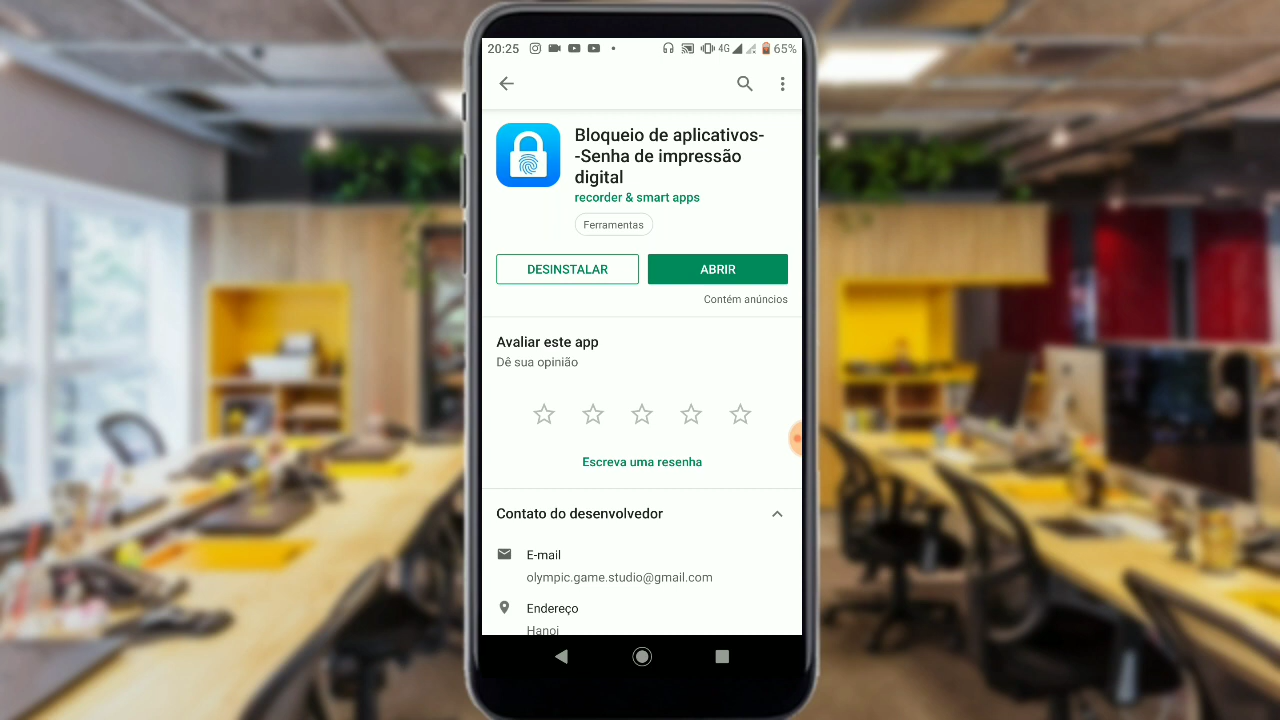 20:25 4G 65%
Bloqueio de aplicativos-
-Senha de impressão
digital
recorder & smart apps
Ferramentas
DESINSTALAR ABRIR
Contém anúncios
Avaliar este app
Dê sua opinião
Escreva uma resenha
Contato do desenvolvedor
E-mail
olympic.game.studio@gmail.com
Endereço
Hanoi